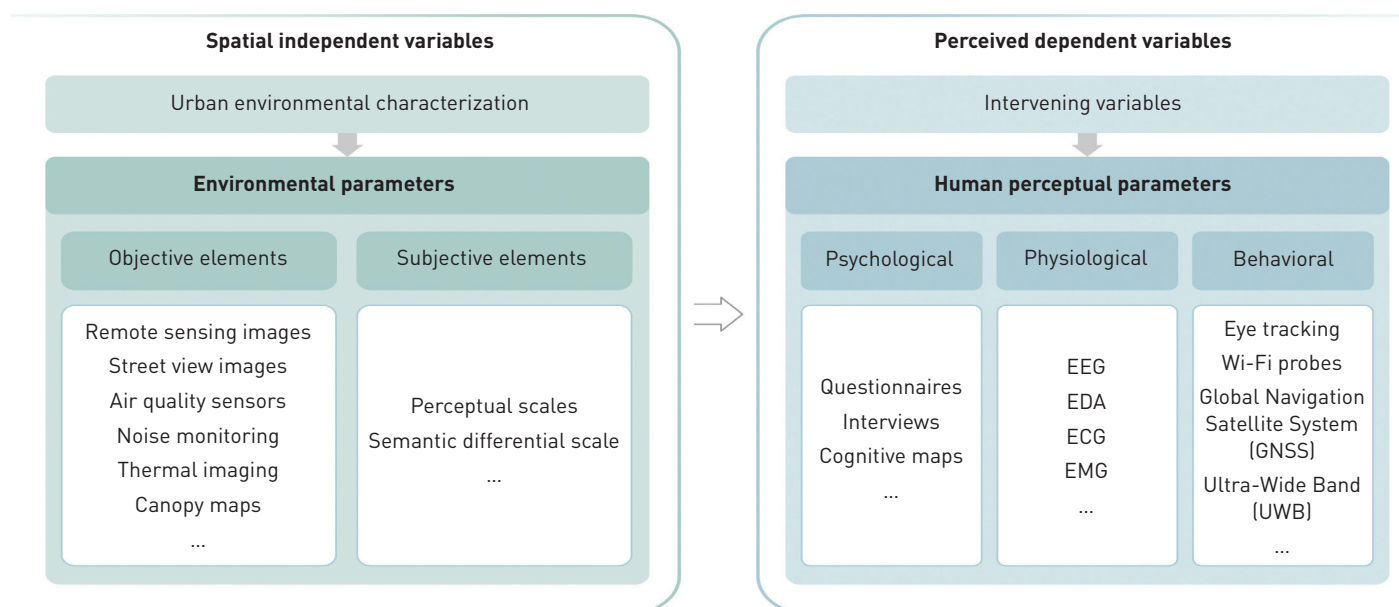 Spatial independent variables
Urban environmental characterization
Environmental parameters
Objective elements
Remote sensing images
Street view images
Air quality sensors
Noise monitoring
Thermal imaging
Canopy maps
...
Subjective elements
Perceptual scales
Semantic differential scale
...
Perceived dependent variables
Intervening variables
Human perceptual parameters
Psychological
Questionnaires
Interviews
Cognitive maps
...
Physiological
EEG
EDA
ECG
EMG
...
Behavioral
Eye tracking
Wi-Fi probes
Global Navigation
Satellite System
(GNSS)
Ultra-Wide Band
(UWB)
...